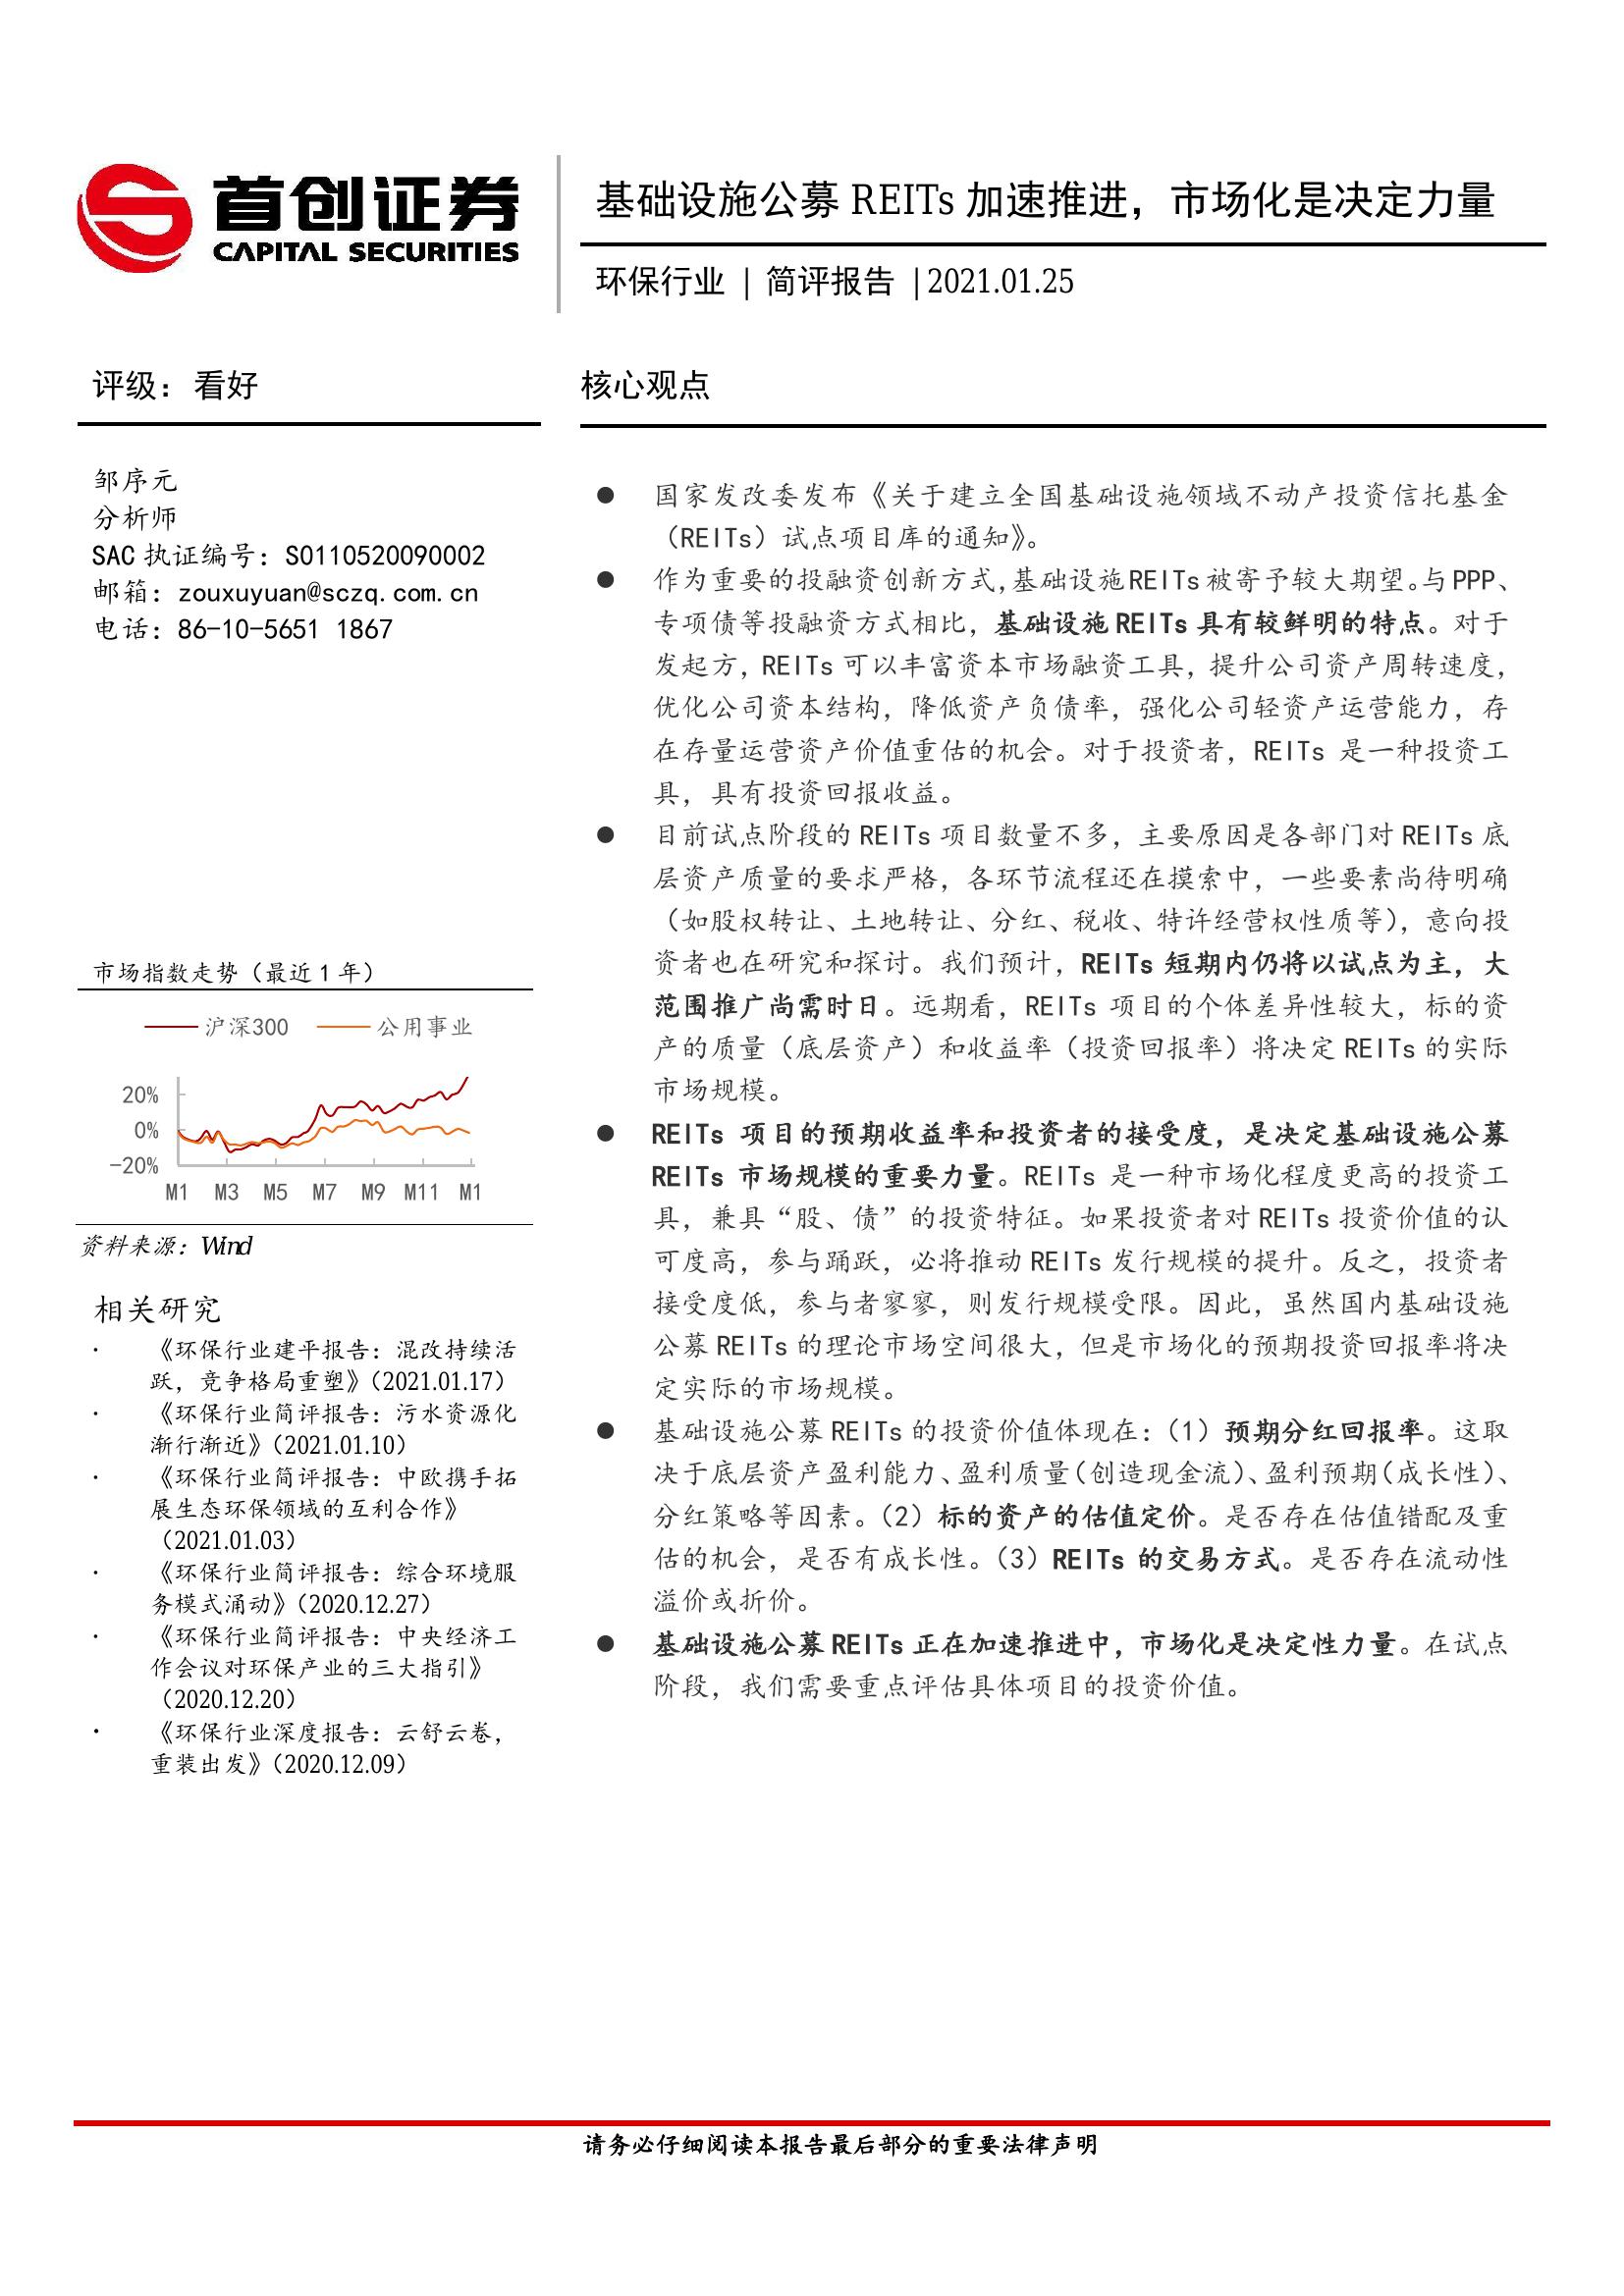 首创证券
CAPITAL SECURITIES
基础设施公募 REITs 加速推进，市场化是决定力量
环保行业 | 简评报告 | 2021.01.25
评级： 看好
邹序元
分析师
SAC 执证编号：S0110520090002
邮箱：zouxuyuan@sczq.com.cn
电话：86-10-5651 1867
市场指数走势（最近 1 年）
沪深300 公用事业
20%
0%
-20%
M1 M3 M5 M7 M9 M11 M1
资料来源：Wind
相关研究
· 《环保行业建平报告：混改持续活
跃，竞争格局重塑》（2021.01.17）
· 《环保行业简评报告：污水资源化
渐行渐近》（2021.01.10）
· 《环保行业简评报告：中欧携手拓
展生态环保领域的互利合作》
（2021.01.03）
· 《环保行业简评报告：综合环境服
务模式涌动》（2020.12.27）
· 《环保行业简评报告：中央经济工
作会议对环保产业的三大指引》
（2020.12.20）
· 《环保行业深度报告：云舒云卷，
重装出发》（2020.12.09）
核心观点
● 国家发改委发布《关于建立全国基础设施领域不动产投资信托基金
（REITs）试点项目库的通知》。
● 作为重要的投融资创新方式，基础设施REITs被寄予较大期望。与PPP、
专项债等投融资方式相比，基础设施REITs具有较鲜明的特点。对于
发起方，REITs 可以丰富资本市场融资工具，提升公司资产周转速度，
优化公司资本结构，降低资产负债率，强化公司轻资产运营能力，存
在存量运营资产价值重估的机会。对于投资者，REITs 是一种投资工
具，具有投资回报收益。
● 目前试点阶段的 REITs 项目数量不多，主要原因是各部门对 REITs 底
层资产质量的要求严格，各环节流程还在摸索中，一些要素尚待明确
（如股权转让、土地转让、分红、税收、特许经营权性质等），意向投
资者也在研究和探讨。我们预计，REITs 短期内仍将以试点为主，大
范围推广尚需时日。远期看，REITs 项目的个体差异性较大，标的资
产的质量（底层资产）和收益率（投资回报率）将决定 REITs 的实际
市场规模。
● REITs 项目的预期收益率和投资者的接受度，是决定基础设施公募
REITs 市场规模的重要力量。REITs 是一种市场化程度更高的投资工
具，兼具“股、债”的投资特征。如果投资者对 REITs 投资价值的认
可度高，参与踊跃，必将推动 REITs 发行规模的提升。反之，投资者
接受度低，参与者寥寥，则发行规模受限。因此，虽然国内基础设施
公募 REITs 的理论市场空间很大，但是市场化的预期投资回报率将决
定实际的市场规模。
● 基础设施公募 REITs 的投资价值体现在：（1）预期分红回报率。这取
决于底层资产盈利能力、盈利质量（创造现金流）、盈利预期（成长性）、
分红策略等因素。（2）标的资产的估值定价。是否存在估值错配及重
估的机会，是否有成长性。（3）REITs 的交易方式。是否存在流动性
溢价或折价。
● 基础设施公募REITs正在加速推进中，市场化是决定性力量。在试点
阶段，我们需要重点评估具体项目的投资价值。
请务必仔细阅读本报告最后部分的重要法律声明